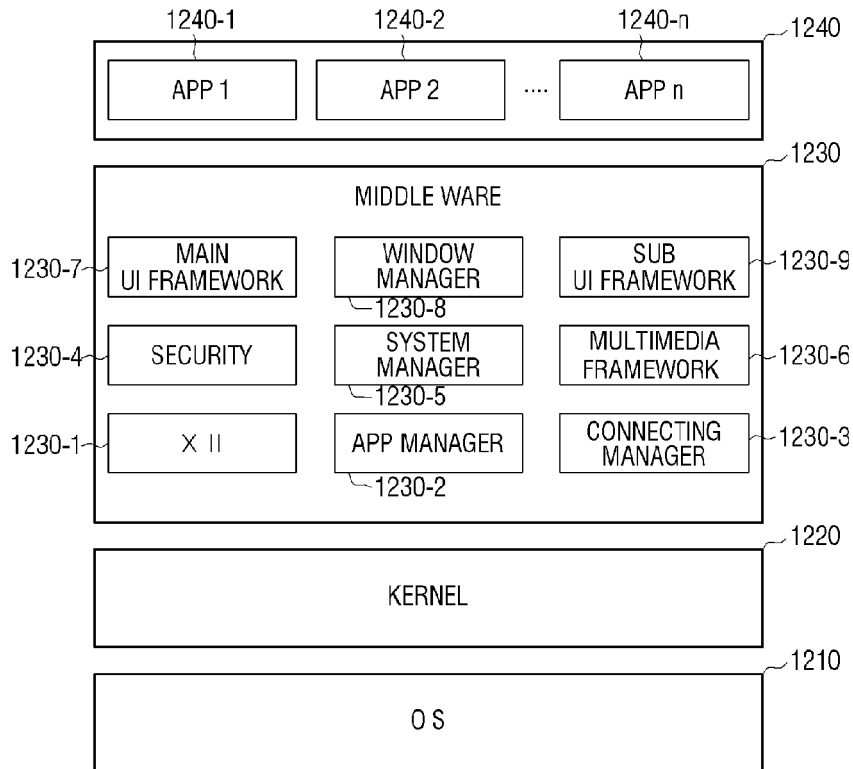 1240-1
1240-2
1240-n
1240
APP 1
APP 2
....
APP n
1230
MIDDLE WARE
1230-7
MAIN
UI FRAMEWORK
WINDOW
MANAGER
1230-8
SUB
UI FRAMEWORK
1230-9
1230-4
SECURITY
SYSTEM
MANAGER
1230-5
MULTIMEDIA
FRAMEWORK
1230-6
1230-1
X II
APP MANAGER
1230-2
CONNECTING
MANAGER
1230-3
1220
KERNEL
1210
OS